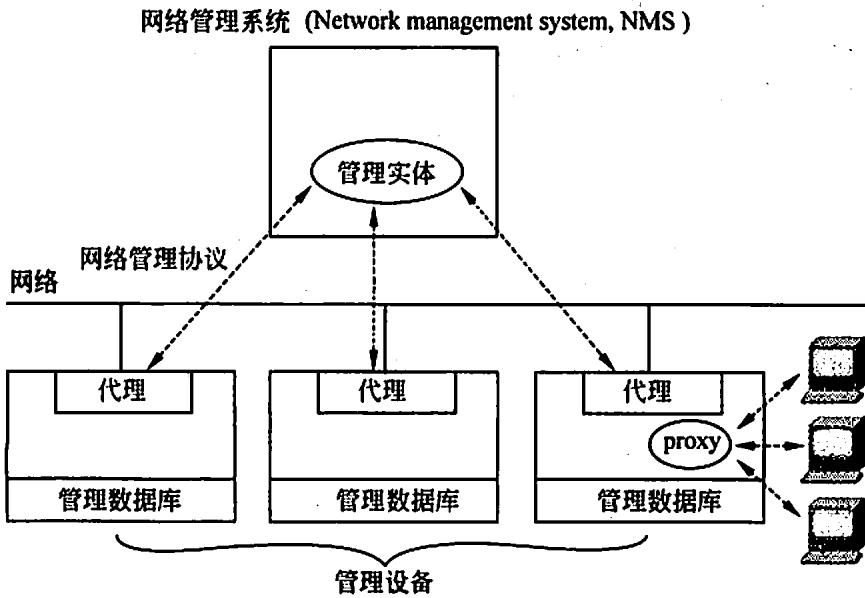 网络管理系统 (Network management system, NMS )
管理实体
网络管理协议
网络
代理
代理
代理
proxy
管理数据库
管理数据库
管理数据库
管理设备